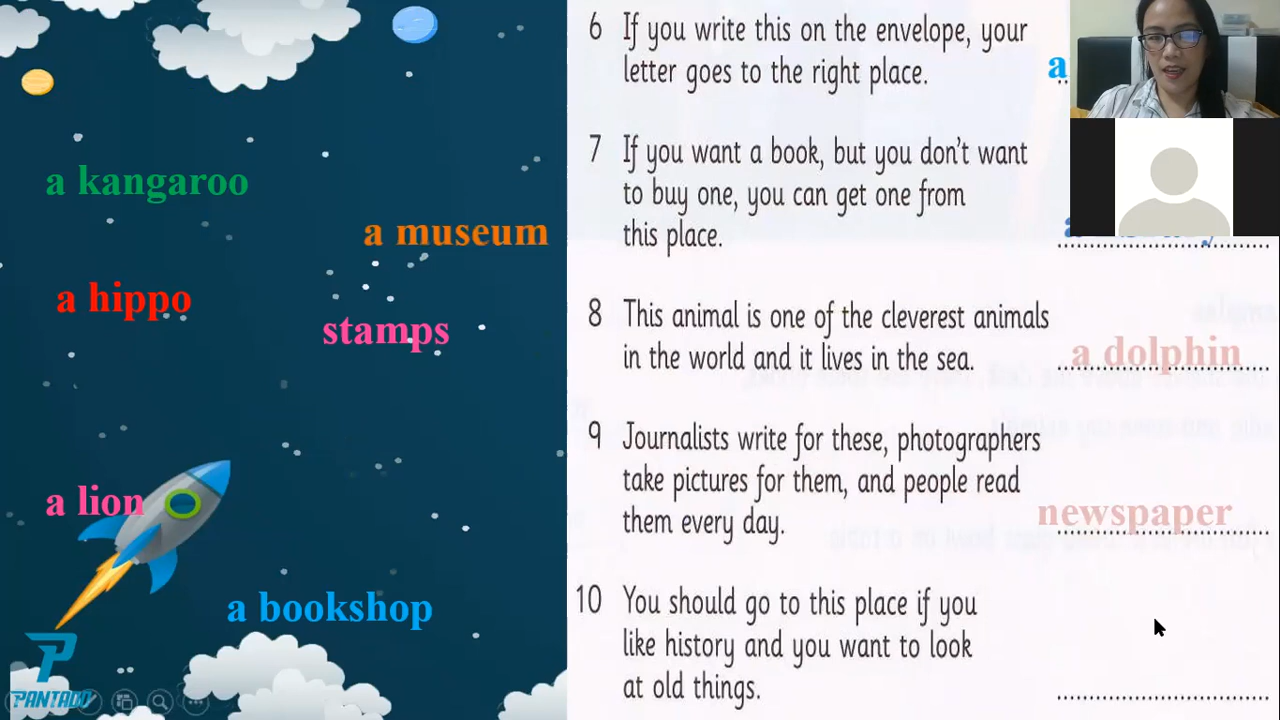 a kangaroo
a museum
a hippo
stamps
a lion
a bookshop
PANTADO
6 If you write this on the envelope, your
letter goes to the right place.
a
7 If you want a book, but you don't want
to buy one, you can get one from
this place.
8 This animal is one of the cleverest animals
in the world and it lives in the sea.
a dolphin
9 Journalists write for these, photographers
take pictures for them, and people read
them every day.
newspaper
10 You should go to this place if you
like history and you want to look
at old things.